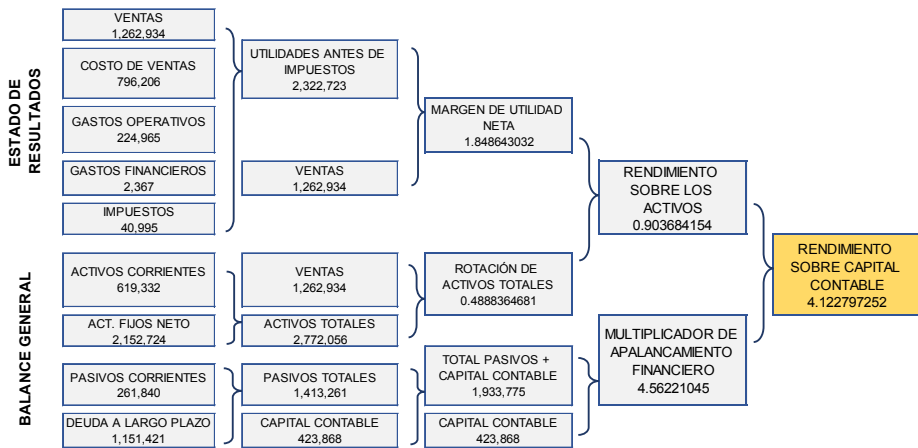 ESTADO DE
RESULTADOS
VENTAS
1,262,934
COSTO DE VENTAS
796,206
GASTOS OPERATIVOS
224,965
GASTOS FINANCIEROS
2,367
IMPUESTOS
40,995
UTILIDADES ANTES DE
IMPUESTOS
2,322,723
VENTAS
1,262,934
MARGEN DE UTILIDAD
NETA
1.848643032
RENDIMIENTO
SOBRE LOS
ACTIVOS
0.903684154
RENDIMIENTO
SOBRE CAPITAL
CONTABLE
4.122797252
BALANCE GENERAL
ACTIVOS CORRIENTES
619,332
ACT. FIJOS NETO
2,152,724
PASIVOS CORRIENTES
261,840
DEUDA A LARGO PLAZO
1,151,421
VENTAS
1,262,934
ACTIVOS TOTALES
2,772,056
PASIVOS TOTALES
1,413,261
CAPITAL CONTABLE
423,868
ROTACIÓN DE
ACTIVOS TOTALES
0.4888364681
TOTAL PASIVOS +
CAPITAL CONTABLE
1,933,775
CAPITAL CONTABLE
423,868
MULTIPLICADOR DE
APALANCAMIENTO
FINANCIERO
4.56221045